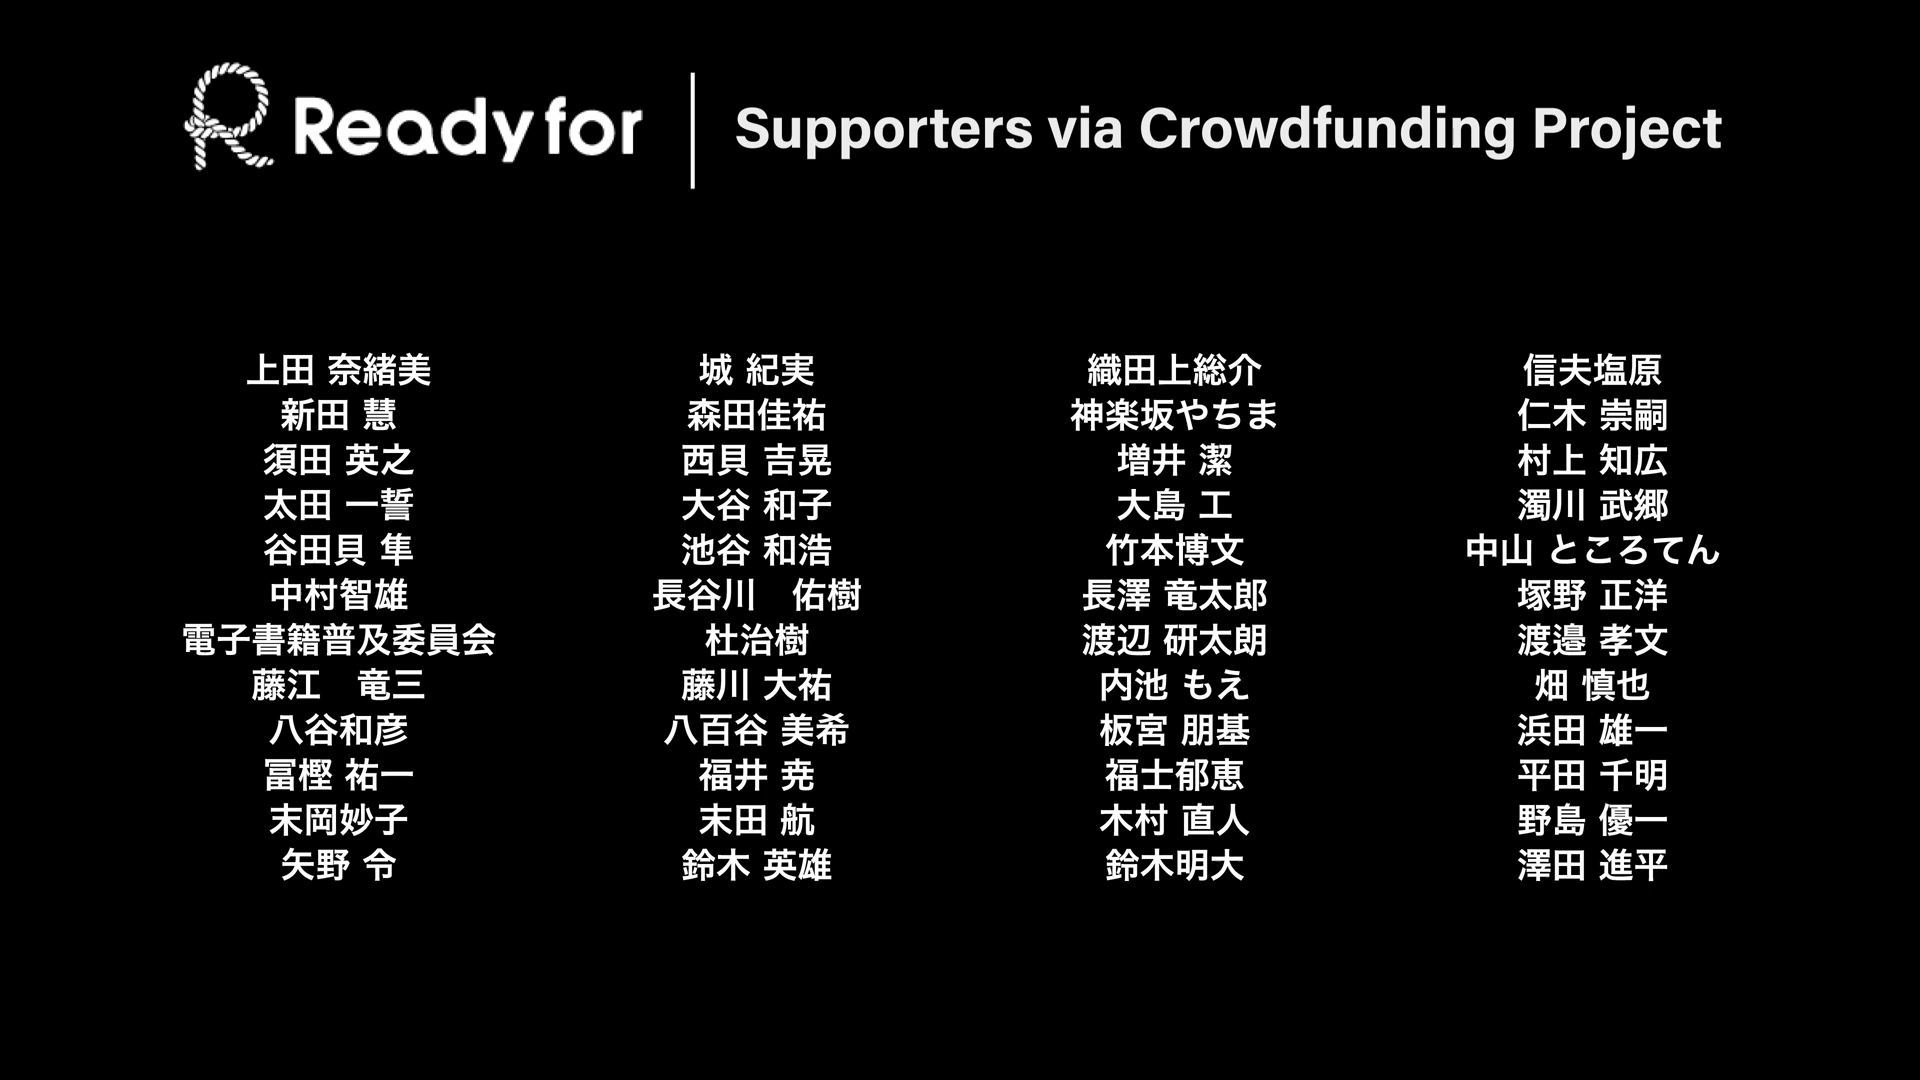 Readyfor
Supporters via Crowdfunding Project
上田 奈緒美
新田 慧
須田 英之
太田 一誓
谷田貝 隼
中村智雄
電子書籍普及委員会
藤江　竜三
八谷和彦
冨樫 祐一
末岡妙子
矢野 令
城 紀実
森田佳祐
西貝 吉晃
大谷 和子
池谷 和浩
長谷川　佑樹
杜治樹
藤川 大祐
八百谷 美希
福井 尭
末田 航
鈴木 英雄
織田上総介
神楽坂やちま
増井 潔
大島 工
竹本博文
長澤 竜太郎
渡辺 研太朗
内池 もえ
板宮 朋基
福士郁恵
木村 直人
鈴木明大
信夫塩原
仁木 崇嗣
村上 知広
濁川 武郷
中山 ところてん
塚野 正洋
渡邉 孝文
畑 慎也
浜田 雄一
平田 千明
野島 優一
澤田 進平